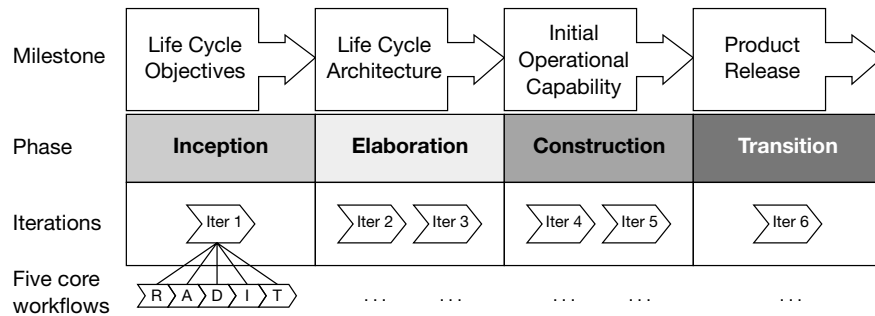 Milestone
Life Cycle
Objectives
Life Cycle
Architecture
Initial
Operational
Capability
Product
Release
Phase
Inception
Elaboration
Construction
Transition
Iterations
Iter 1
Iter 2
Iter 3
Iter 4
Iter 5
Iter 6
Five core
workflows
R A D I T
... ... ... ... ...